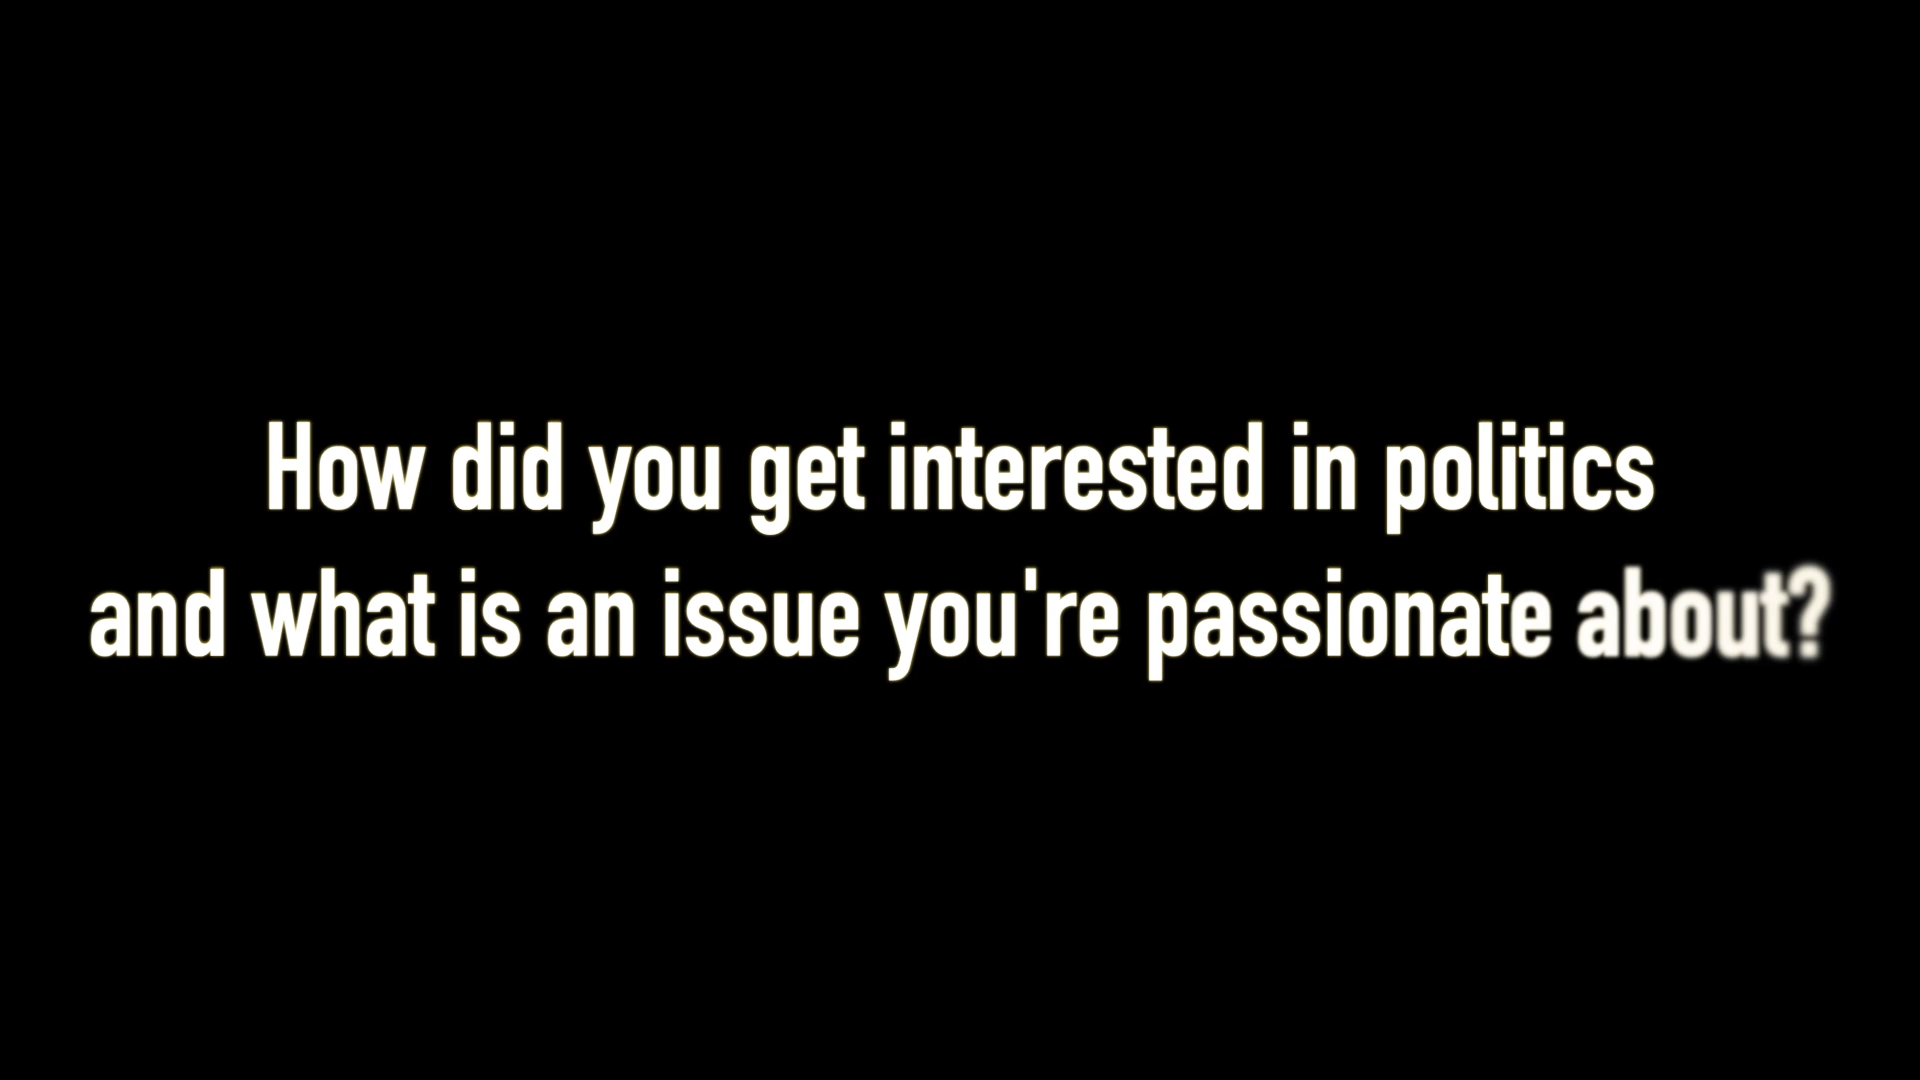 How did you get interested in politics
and what is an issue you're passionate about?